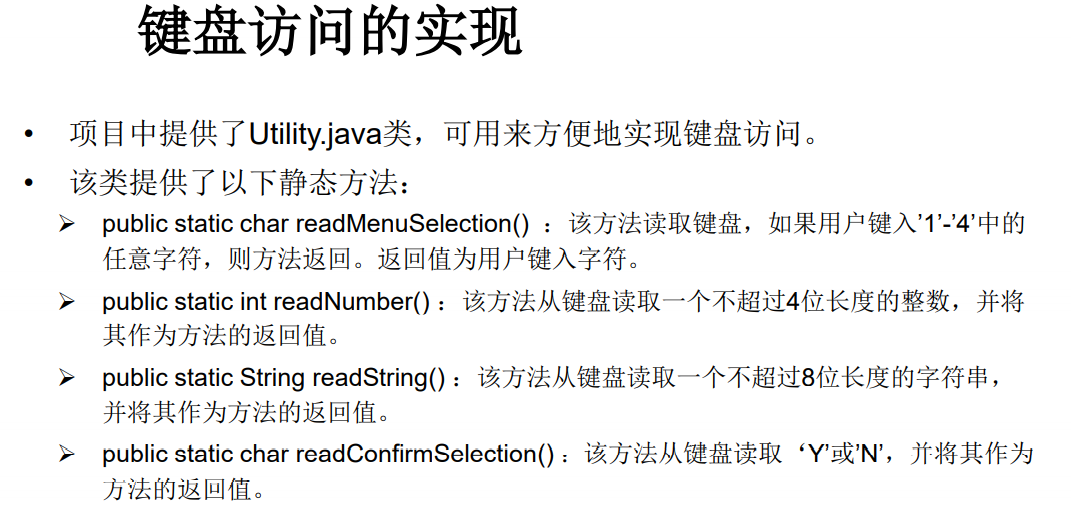 键盘访问的实现
• 项目中提供了Utility.java类，可用来方便地实现键盘访问。
• 该类提供了以下静态方法：
➢ public static char readMenuSelection() ：该方法读取键盘，如果用户键入’1’-’4’中的
任意字符，则方法返回。返回值为用户键入字符。
➢ public static int readNumber()：该方法从键盘读取一个不超过4位长度的整数，并将
其作为方法的返回值。
➢ public static String readString()：该方法从键盘读取一个不超过8位长度的字符串，
并将其作为方法的返回值。
➢ public static char readConfirmSelection()：该方法从键盘读取‘Y’或’N’，并将其作为
方法的返回值。